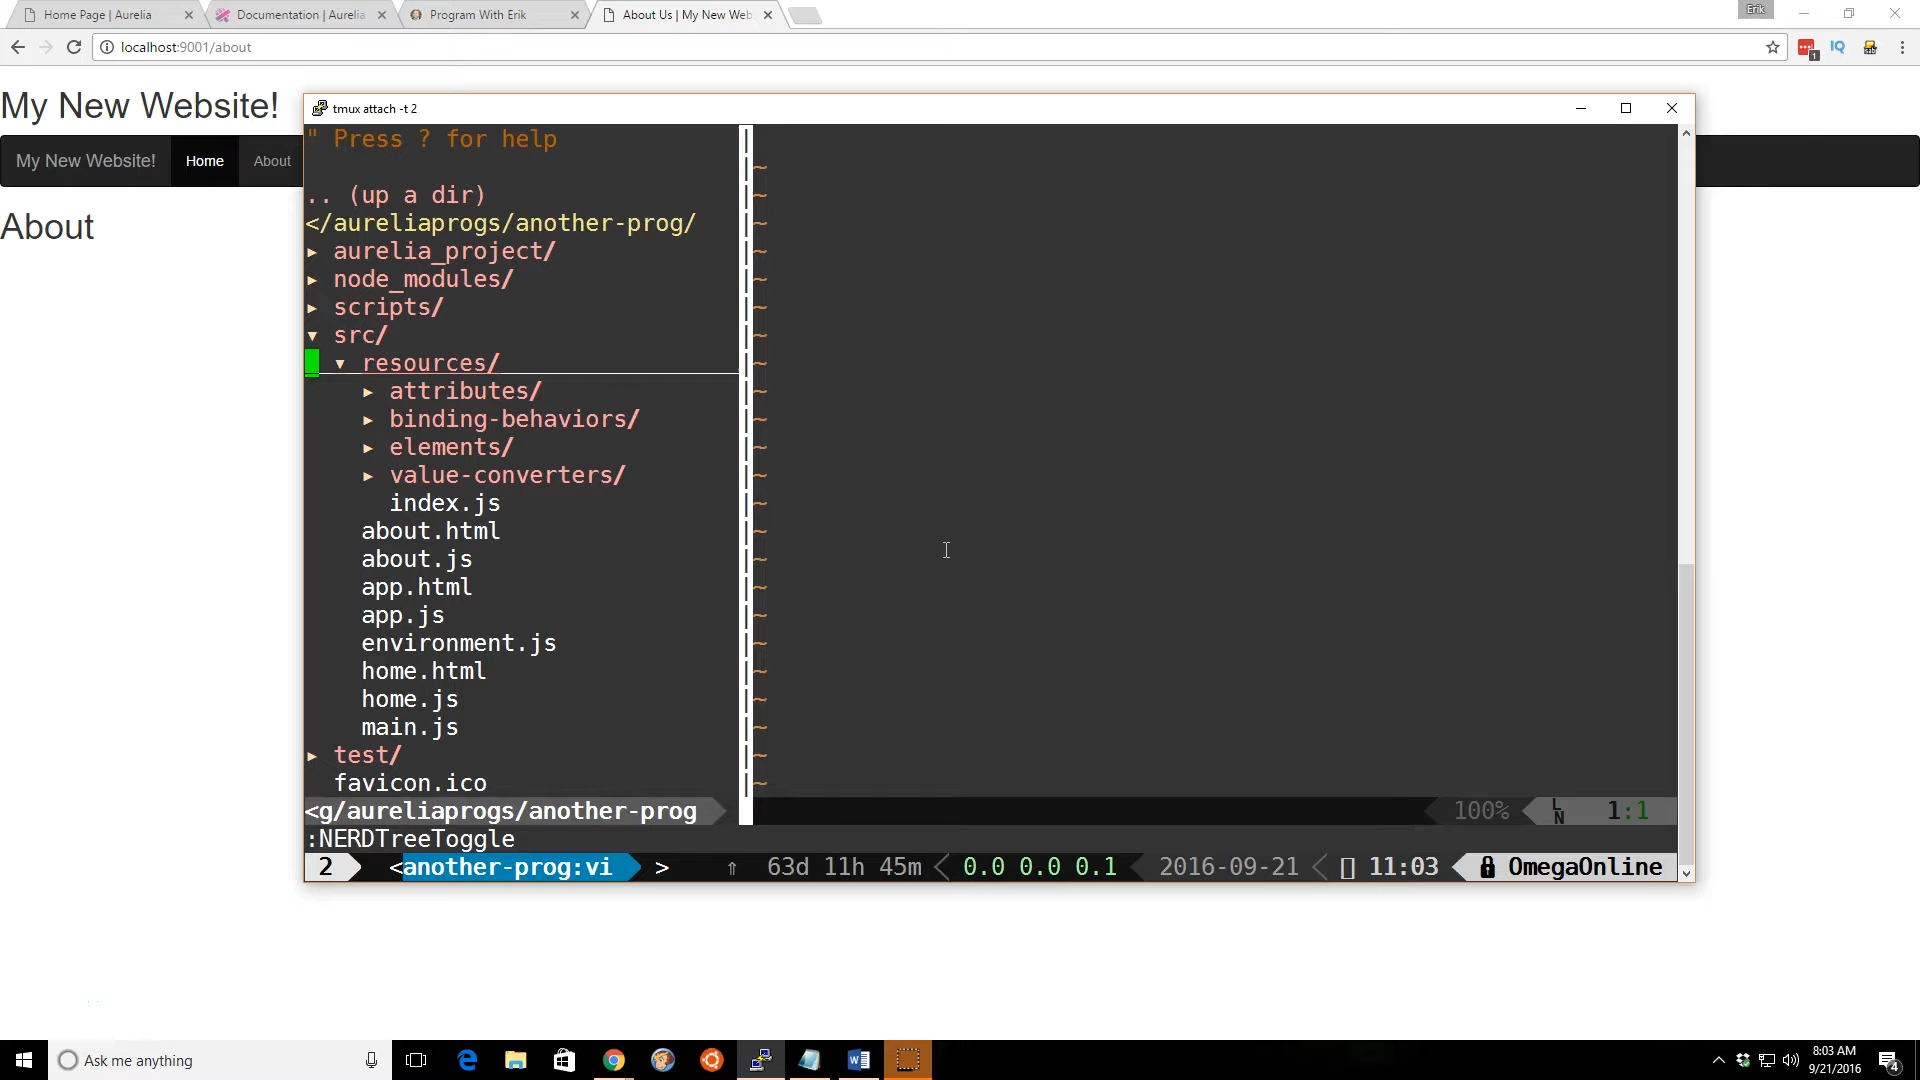 Home Page | Aurelia
Documentation | Aurelia
Program With Erik
About Us | My New Web
Erik
localhost:9001/about
1
IQ
My New Website!
My New Website!
Home
About
About
tmux attach -t 2
" Press ? for help
.. (up a dir)
</aureliaprogs/another-prog/
▸ aurelia_project/
▸ node_modules/
▸ scripts/
▾ src/
▾ resources/
▸ attributes/
▸ binding-behaviors/
▸ elements/
▸ value-converters/
index.js
about.html
about.js
app.html
app.js
environment.js
home.html
home.js
main.js
▸ test/
favicon.ico
<g/aureliaprogs/another-prog
100% LN 1:1
:NERDTreeToggle
2 <another-prog:vi > ⇑ 63d 11h 45m < 0.0 0.0 0.1 2016-09-21 < [] 11:03 OmegaOnline
Ask me anything
8:03 AM
9/21/2016
4